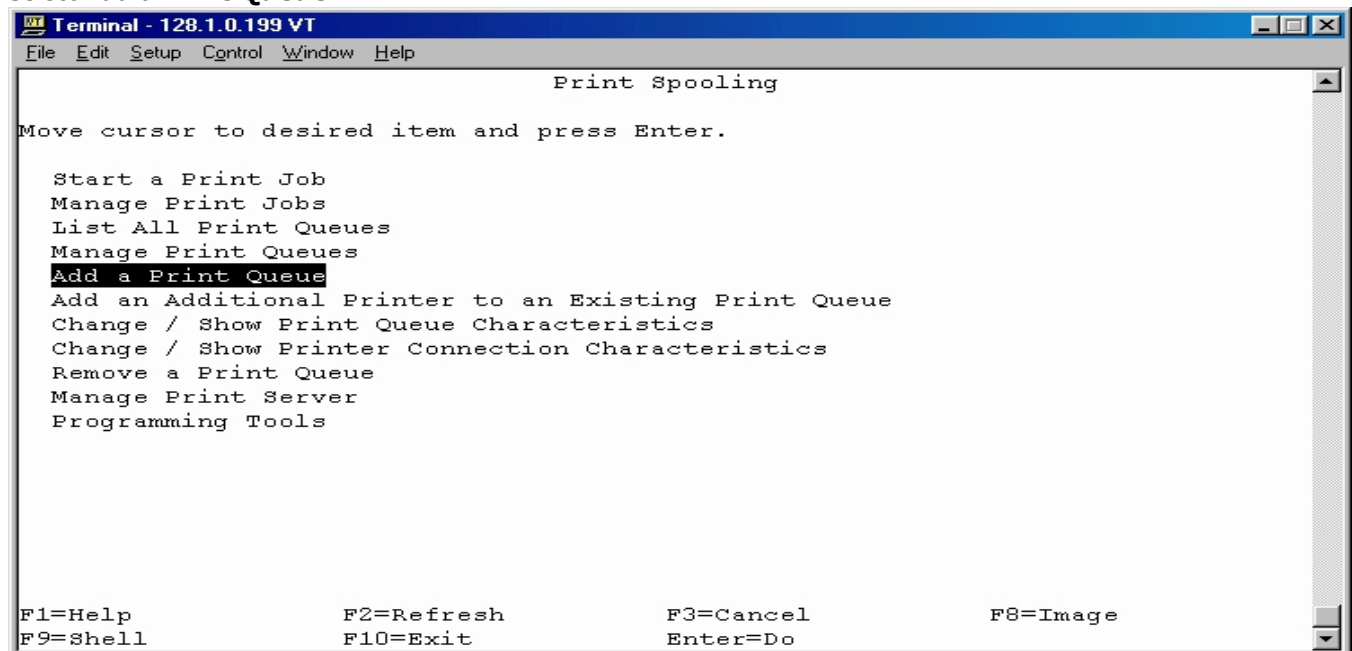 Terminal - 128.1.0.199 VT
File Edit Setup Control Window Help
Print Spooling
Move cursor to desired item and press Enter.
Start a Print Job
Manage Print Jobs
List All Print Queues
Manage Print Queues
Add a Print Queue
Add an Additional Printer to an Existing Print Queue
Change / Show Print Queue Characteristics
Change / Show Printer Connection Characteristics
Remove a Print Queue
Manage Print Server
Programming Tools
F1=Help F2=Refresh F3=Cancel F8=Image
F9=Shell F10=Exit Enter=Do